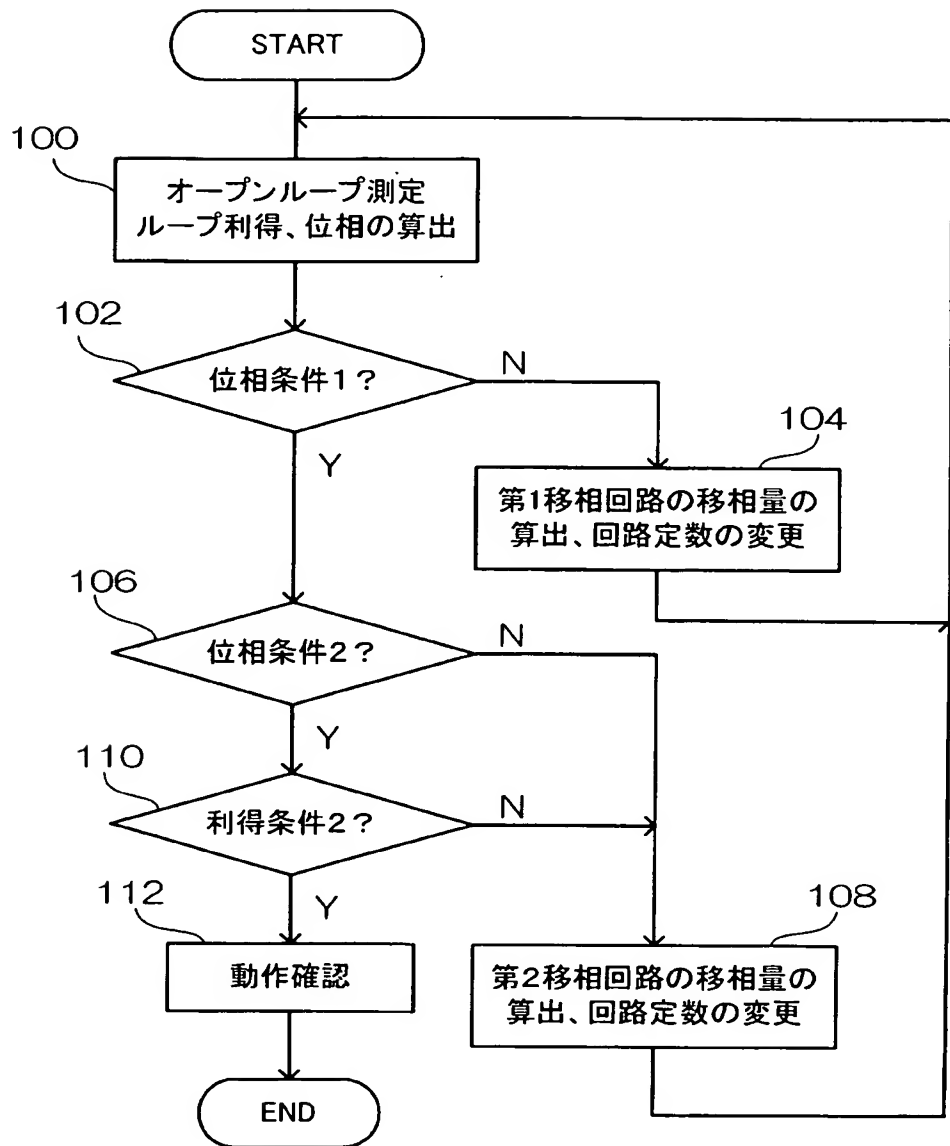 START
100
オープンループ測定
ループ利得、位相の算出
102
位相条件1?
N
Y
104
第1移相回路の移相量の
算出、回路定数の変更
106
位相条件2?
N
Y
110
利得条件2?
N
Y
112
動作確認
108
第2移相回路の移相量の
算出、回路定数の変更
END